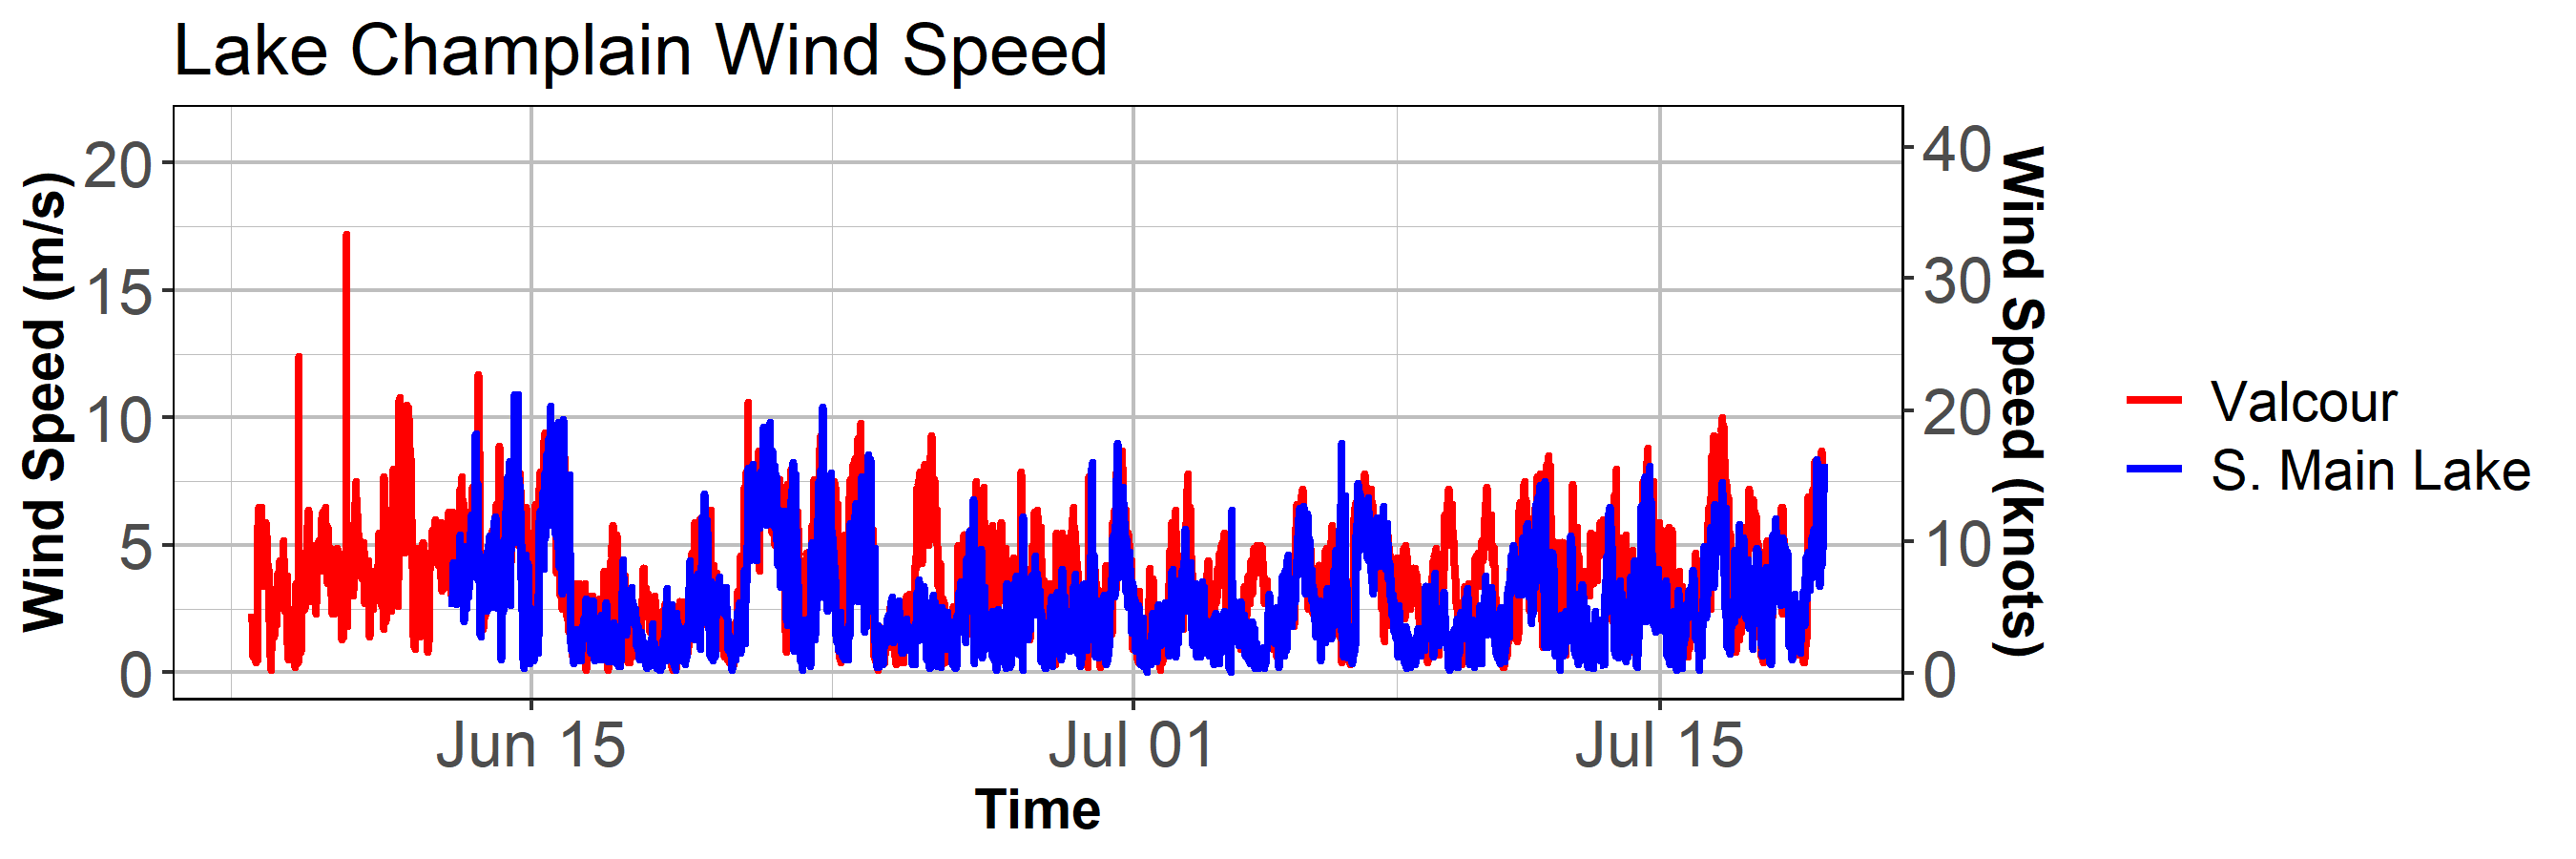 Lake Champlain Wind Speed
Wind Speed (m/s)
20
15
10
5
0
40
30
20
10
0
Wind Speed (knots)
Jun 15
Jul 01
Jul 15
Time
Valcour
S. Main Lake